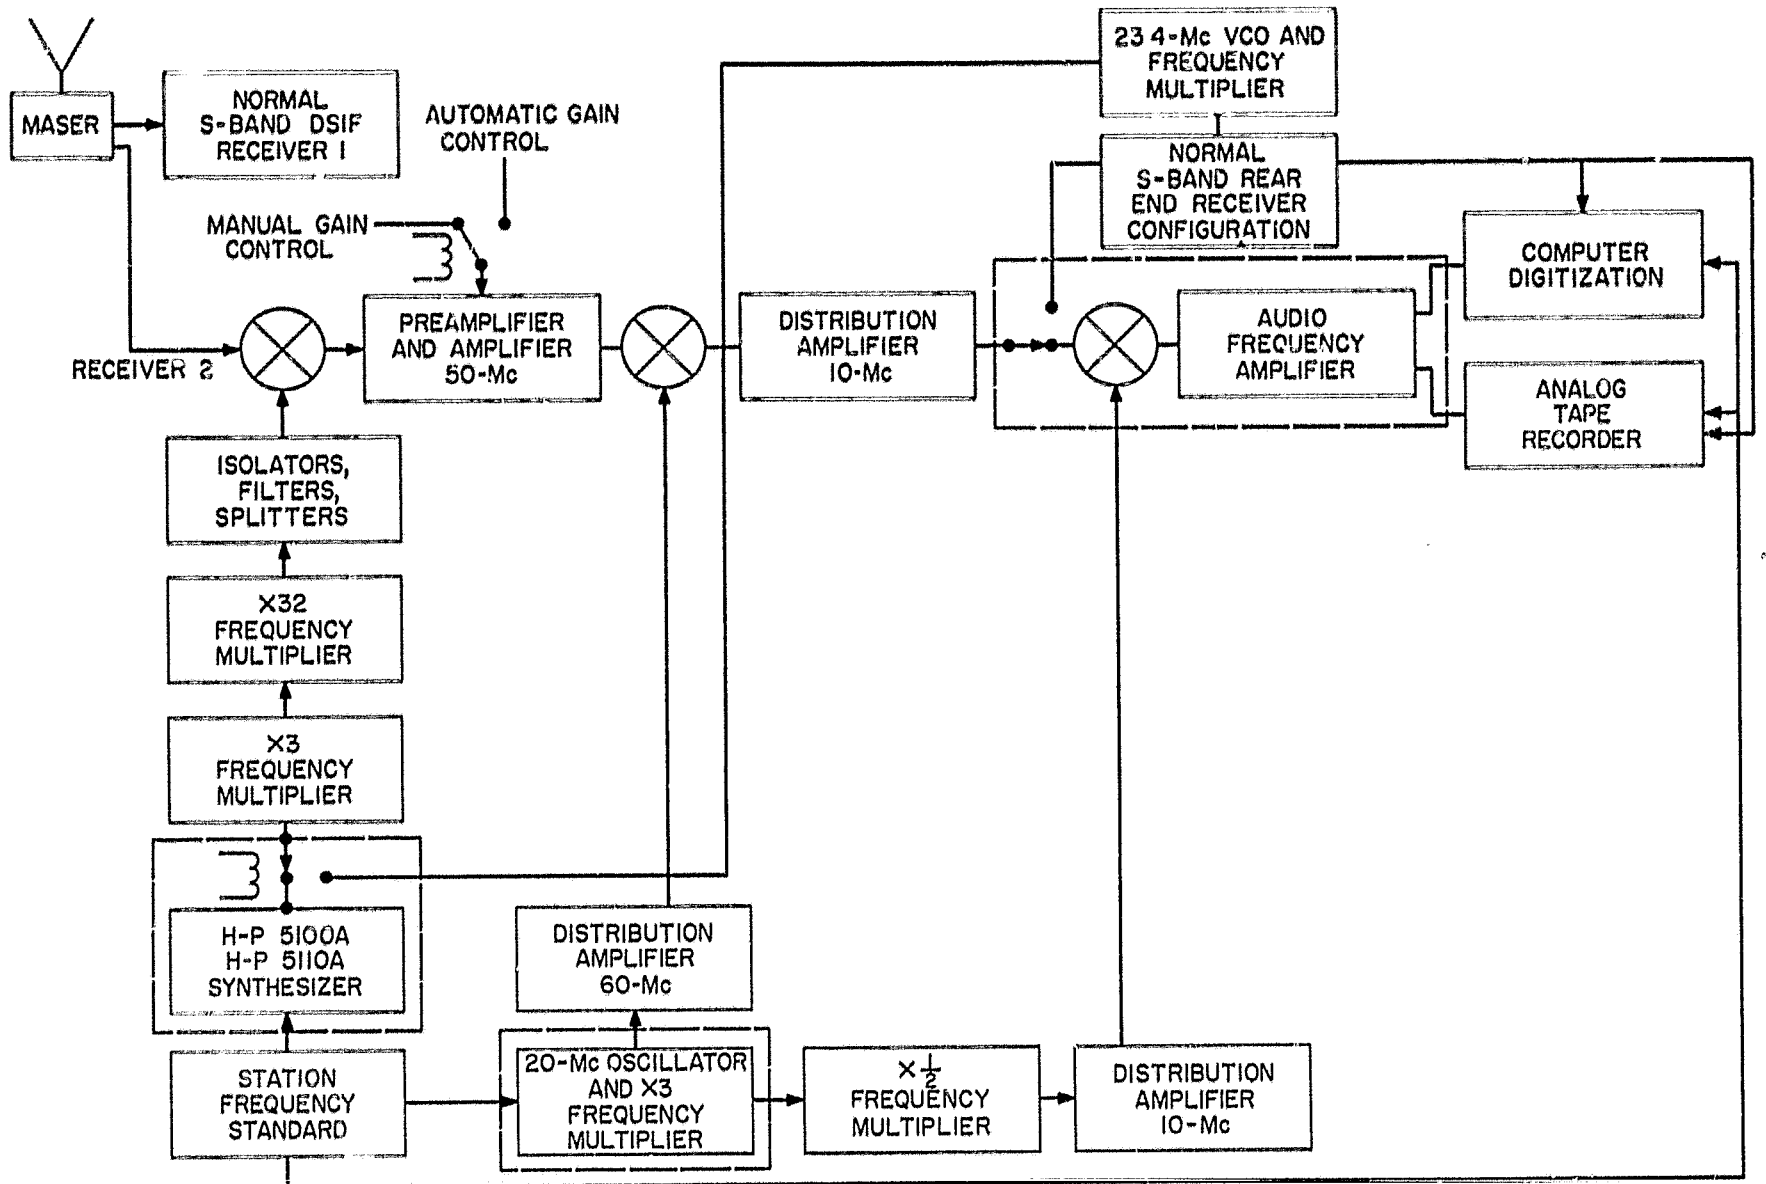 MASER
NORMAL
S-BAND DSIF
RECEIVER 1
AUTOMATIC GAIN
CONTROL
MANUAL GAIN
CONTROL
23 4-Mc VCO AND
FREQUENCY
MULTIPLIER
NORMAL
S-BAND REAR
END RECEIVER
CONFIGURATION
COMPUTER
DIGITIZATION
RECEIVER 2
PREAMPLIFIER
AND AMPLIFIER
50-Mc
DISTRIBUTION
AMPLIFIER
10-Mc
AUDIO
FREQUENCY
AMPLIFIER
ANALOG
TAPE
RECORDER
ISOLATORS,
FILTERS,
SPLITTERS
X32
FREQUENCY
MULTIPLIER
X3
FREQUENCY
MULTIPLIER
H-P 5100A
H-P 5110A
SYNTHESIZER
DISTRIBUTION
AMPLIFIER
60-Mc
STATION
FREQUENCY
STANDARD
20-Mc OSCILLATOR
AND X3
FREQUENCY
MULTIPLIER
X 1/2
FREQUENCY
MULTIPLIER
DISTRIBUTION
AMPLIFIER
10-Mc